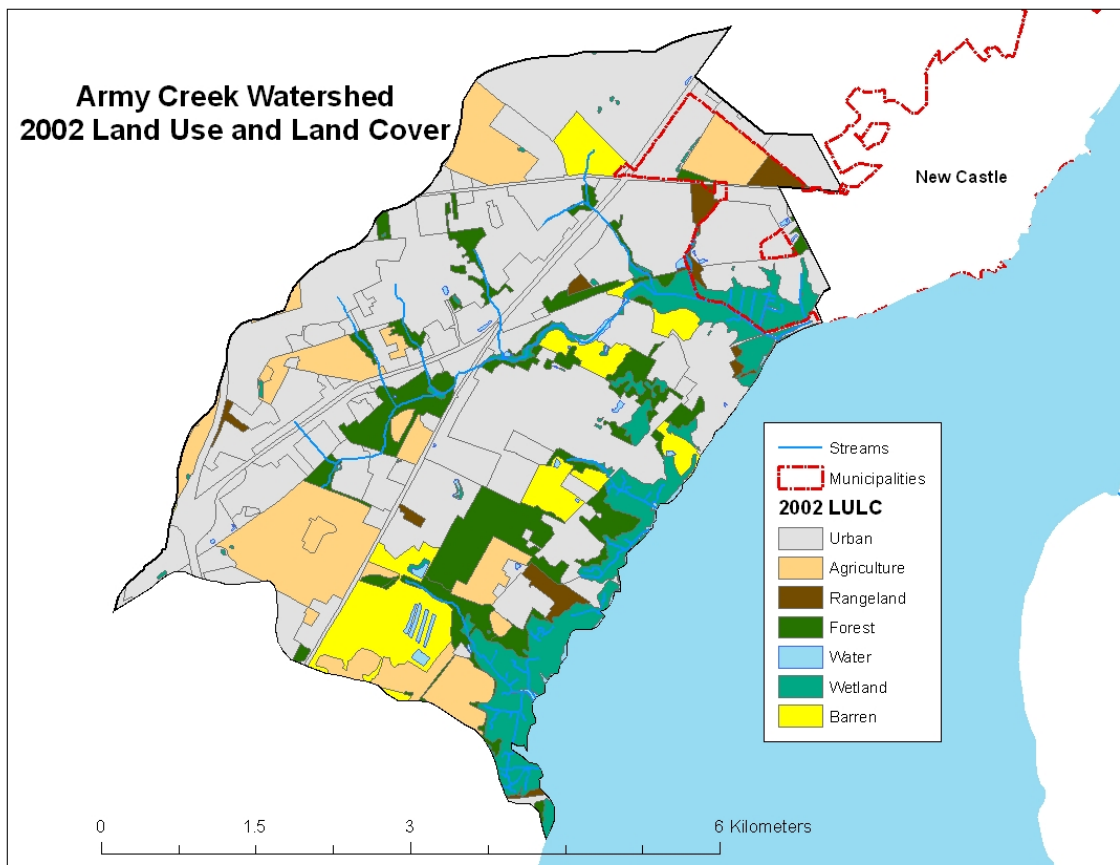 Army Creek Watershed
2002 Land Use and Land Cover
New Castle
Streams
Municipalities
2002 LULC
Urban
Agriculture
Rangeland
Forest
Water
Wetland
Barren
0 1.5 3 6 Kilometers